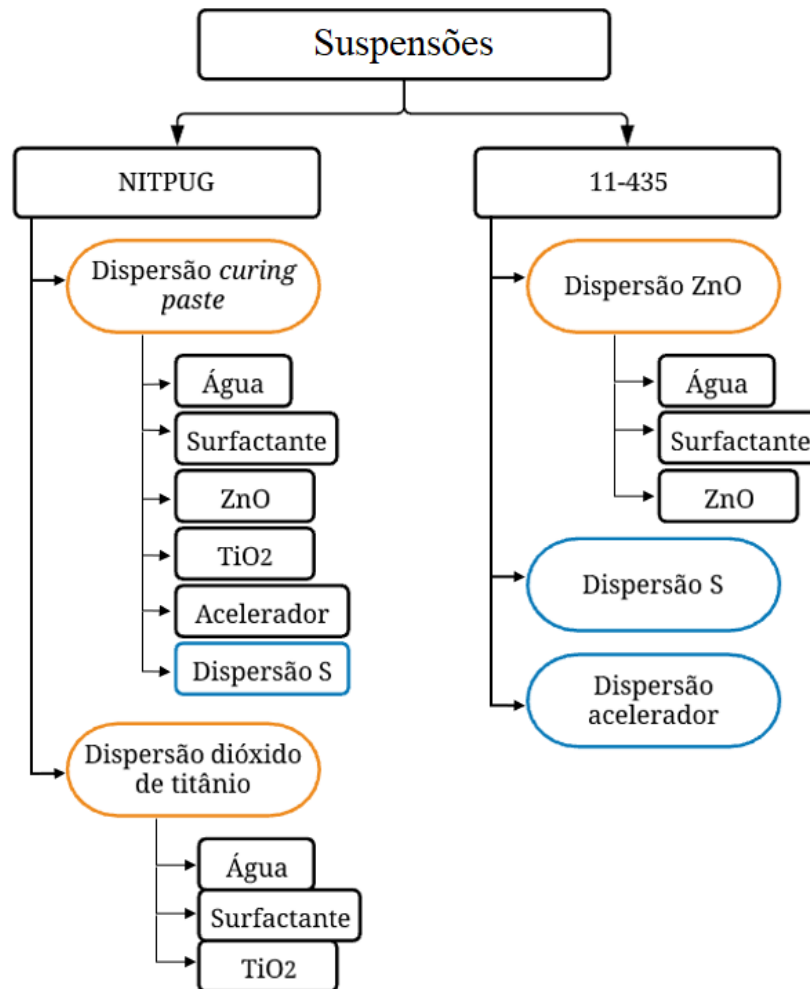 Suspensões
NITPUG
Dispersão curing
paste
Água
Surfactante
ZnO
TiO2
Acelerador
Dispersão S
Dispersão dióxido
de titânio
Água
Surfactante
TiO2
11-435
Dispersão ZnO
Água
Surfactante
ZnO
Dispersão S
Dispersão
acelerador